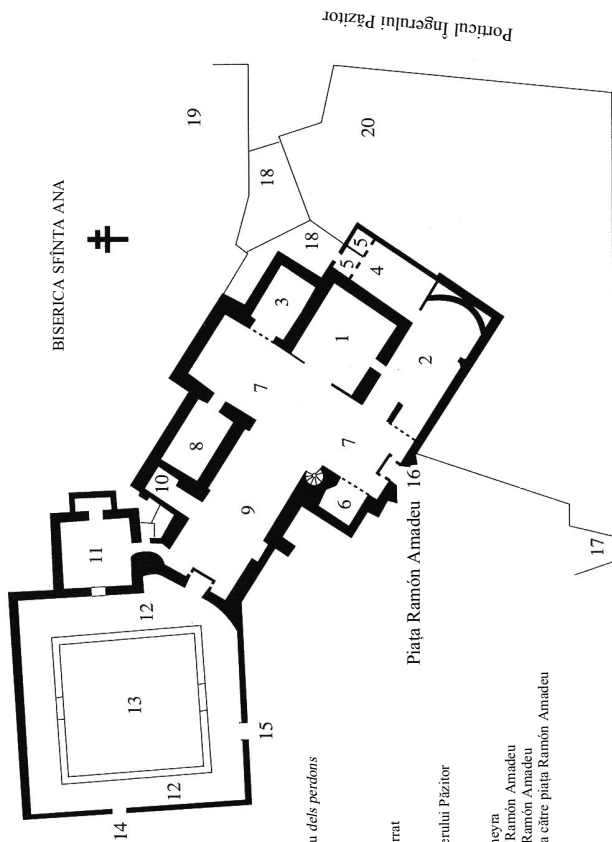 BISERICA SFÎNTA ANA
Porticul Îngerului Păzitor
19
18
20
18
5
5
4
3
1
2
7
8
7
10
9
6
16
11
Piața Ramón Amadeu
17
12
13
12
14
15
u dels perdons
rrat
erului Păzitor
neyra
Ramón Amadeu
Ramón Amadeu
a către piața Ramón Amadeu